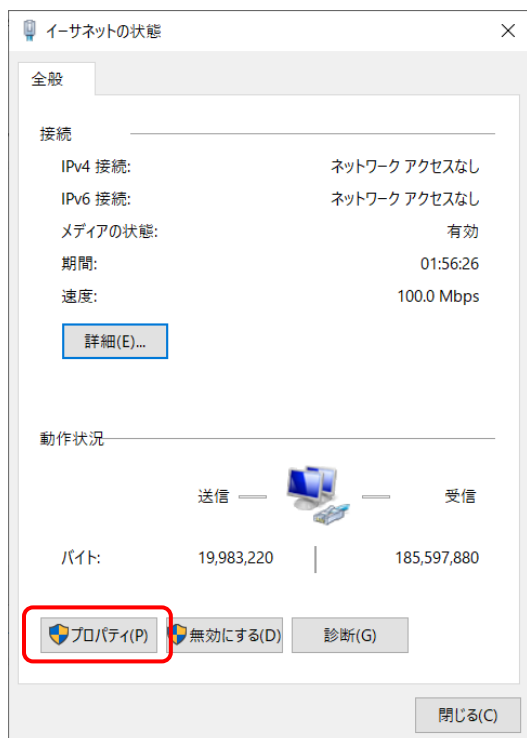 イーサネットの状態
全般
接続
IPv4 接続: ネットワーク アクセスなし
IPv6 接続: ネットワーク アクセスなし
メディアの状態: 有効
期間: 01:56:26
速度: 100.0 Mbps
詳細(E)...
動作状況
送信 受信
バイト: 19,983,220 185,597,880
プロパティ(P) 無効にする(D) 診断(G)
閉じる(C)